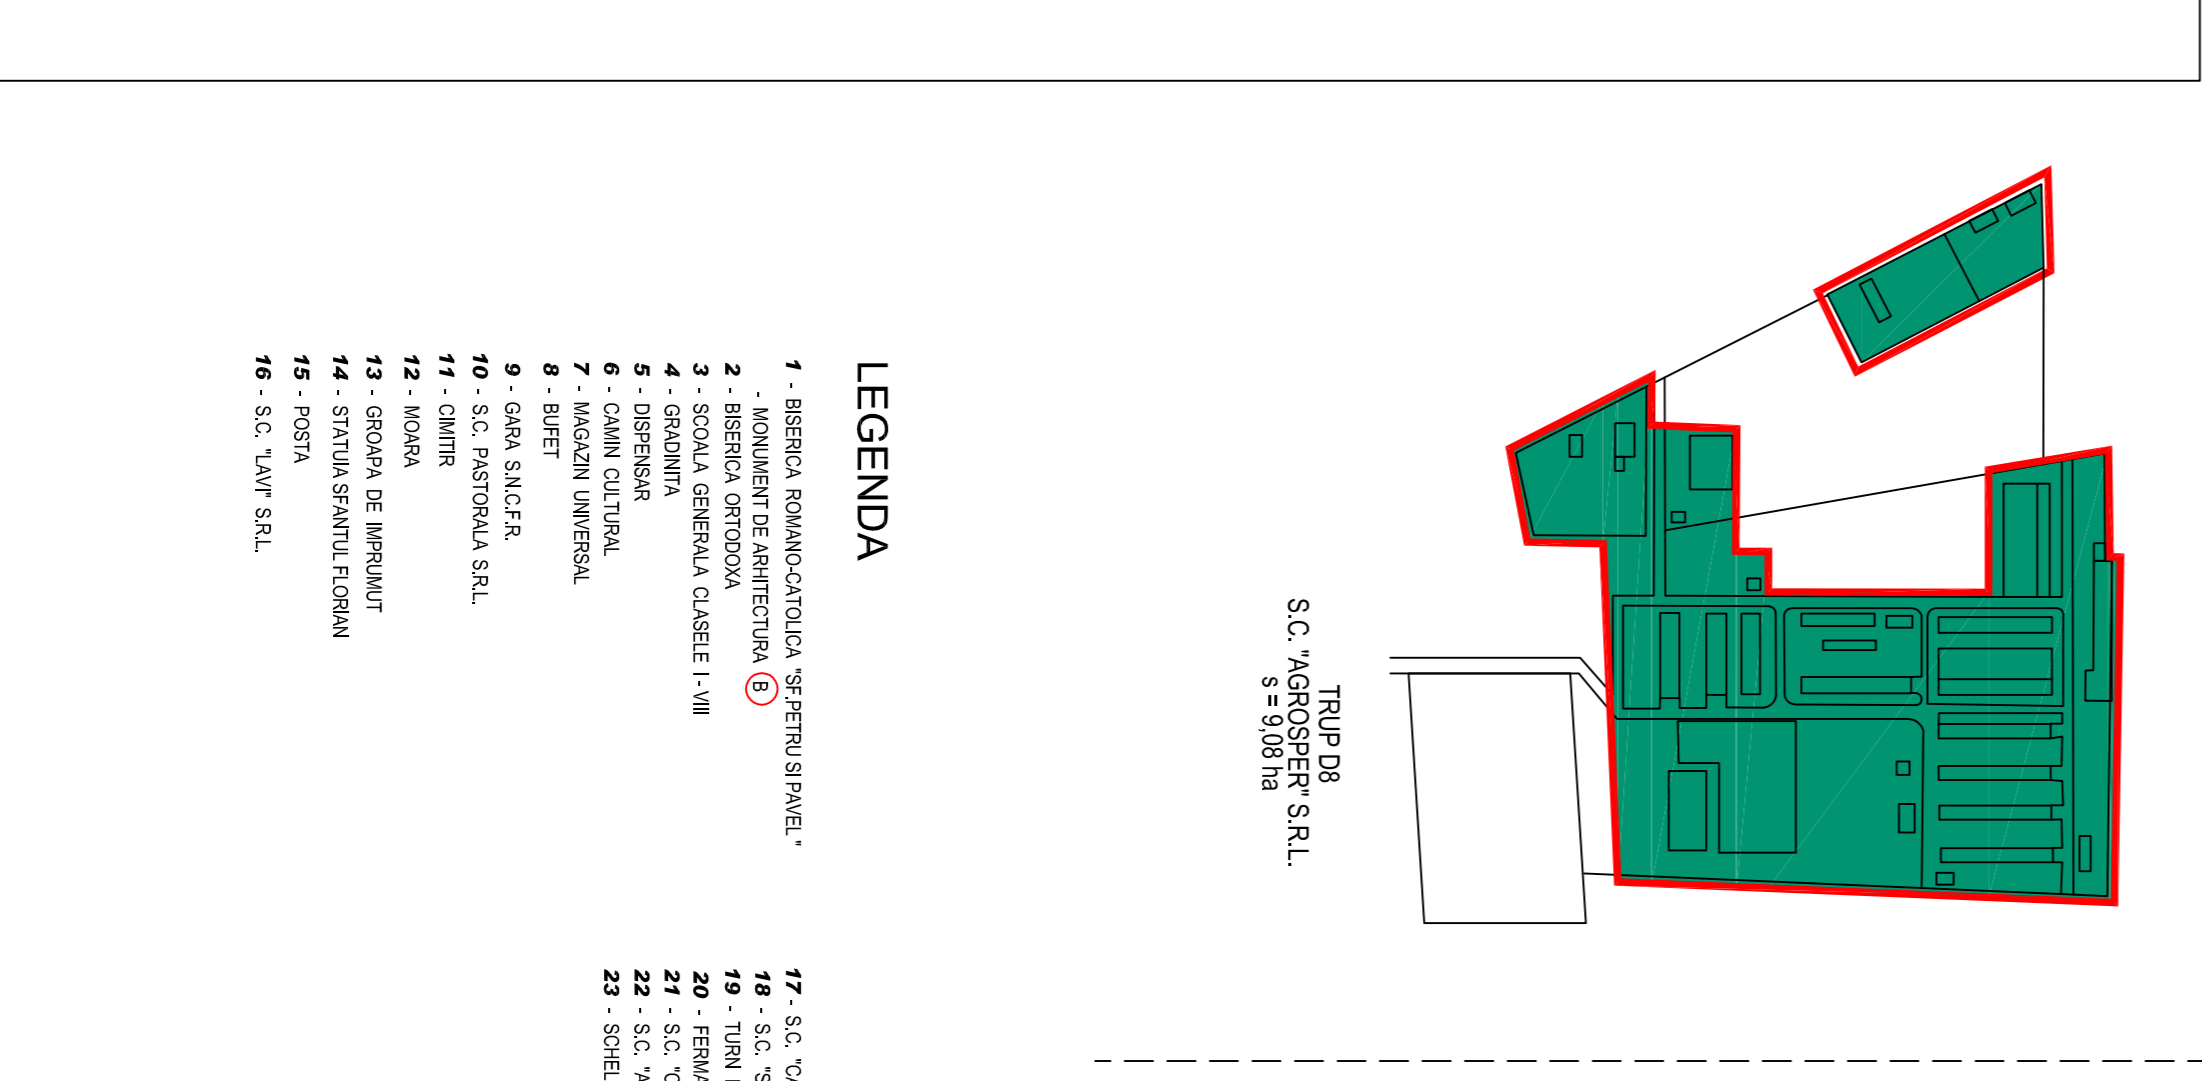 TRUP D8
S.C. "AGROSPER" S.R.L.
s = 9,08 ha
LEGENDA
1 - BISERICA ROMANO-CATOLICA "SF.PETRU SI PAVEL"
- MONUMENT DE ARHITECTURA B
2 - BISERICA ORTODOXA
3 - SCOALA GENERALA CLASELE I - VIII
4 - GRADINITA
5 - DISPENSAR
6 - CAMIN CULTURAL
7 - MAGAZIN UNIVERSAL
8 - BUFET
9 - GARA S.N.C.F.R.
10 - S.C. PASTORALA S.R.L.
11 - CIMITIR
12 - MOARA
13 - GROAPA DE IMPRUMUT
14 - STATUIA SFANTUL FLORIAN
15 - POSTA
16 - S.C. "LAVI" S.R.L.
17 - S.C.
18 - S.C.
19 - TURN
20 - FERMA
21 - S.C.
22 - S.C.
23 - SCHEL